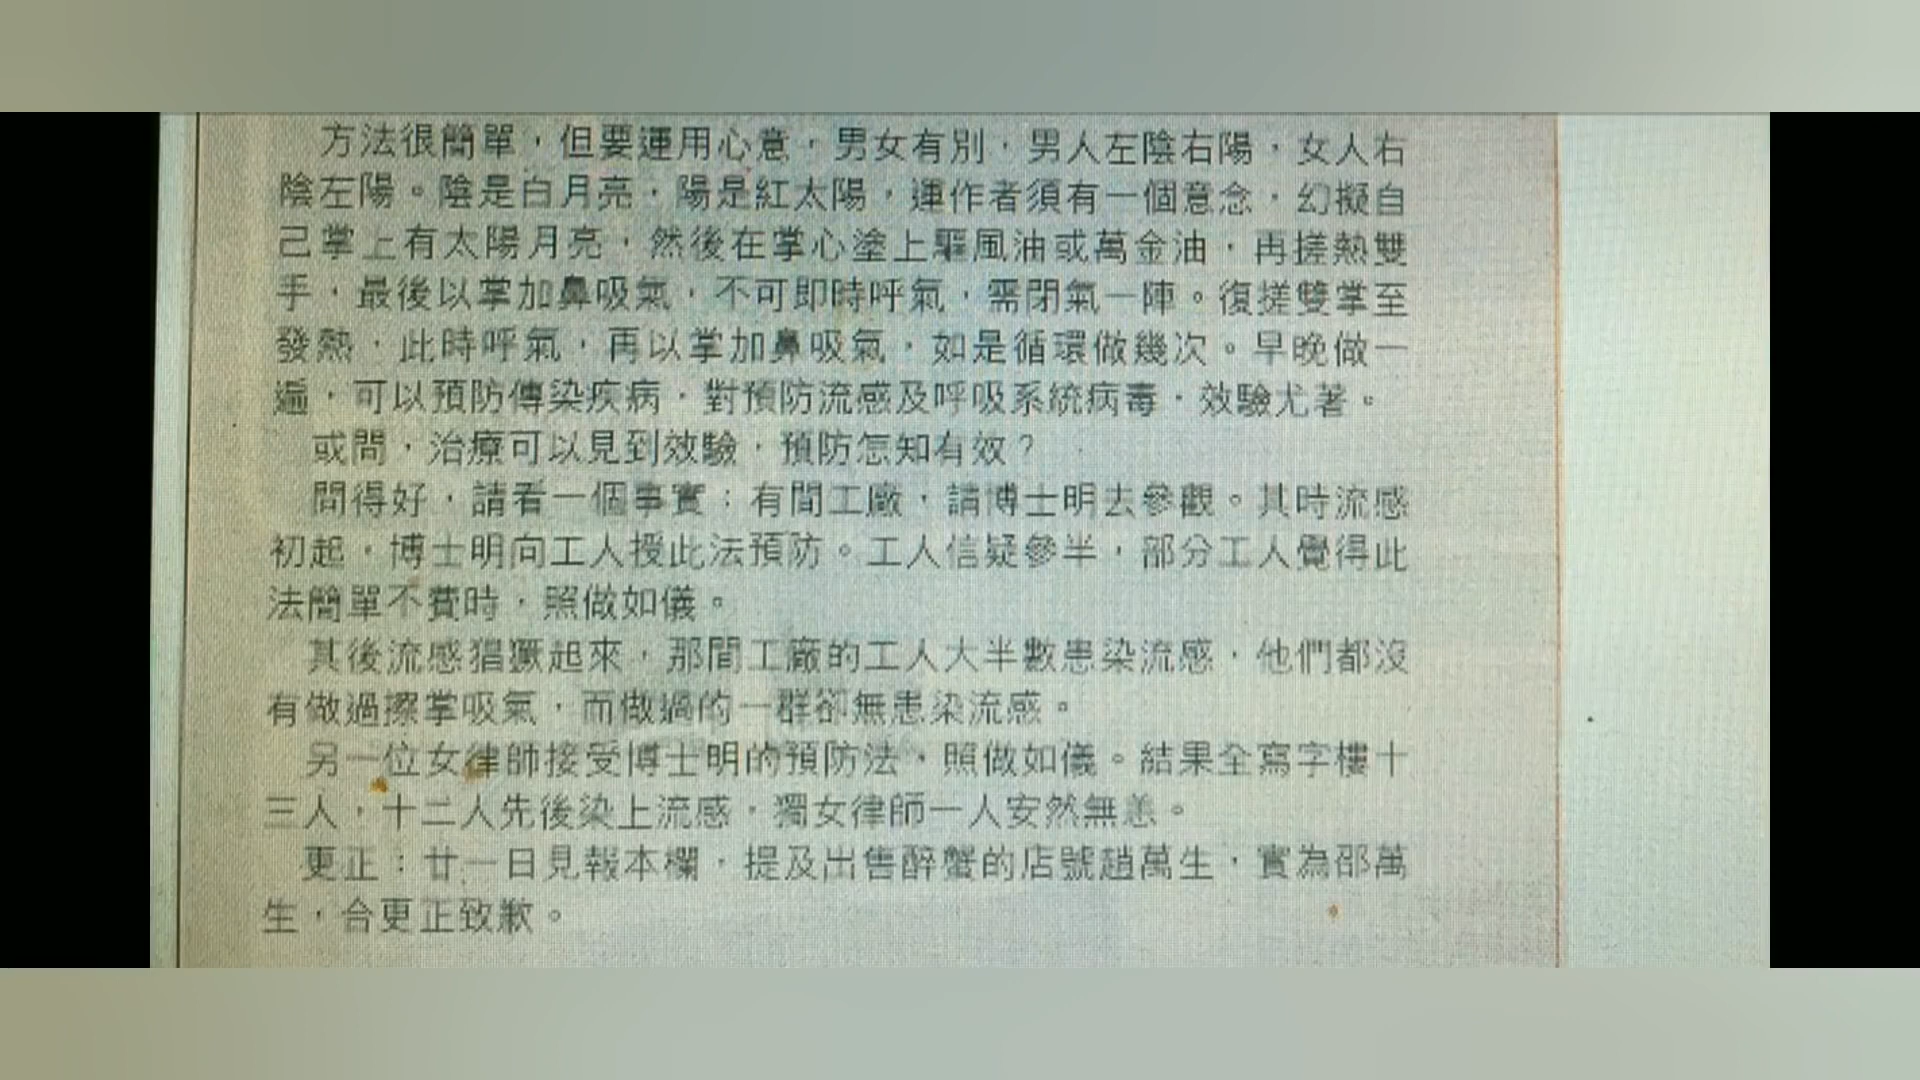 方法很簡單，但要運用心意，男女有別，男人左陰右陽，女人右
陰左陽。陰是白月亮，陽是紅太陽，運作者須有一個意念，幻擬自
己掌上有太陽月亮，然後在掌心塗上驅風油或萬金油，再搓熱雙
手，最後以掌加鼻吸氣，不可即時呼氣，需閉氣一陣。復搓雙掌至
發熱，此時呼氣，再以掌加鼻吸氣，如是循環做幾次。早晚做一
遍，可以預防傳染疾病，對預防流感及呼吸系統病毒，效驗尤著。
或問，治療可以見到效驗，預防怎知有效？
問得好，請看一個事實：有間工廠，請博士明去參觀。其時流感
初起，博士明向工人授此法預防。工人信疑參半，部分工人覺得此
法簡單不費時，照做如儀。
其後流感猖獗起來，那間工廠的工人大半數患染流感，他們都沒
有做過擦掌吸氣，而做過的一群卻無患染流感。
另一位女律師接受博士明的預防法，照做如儀。結果全寫字樓十
三人，十二人先後染上流感，獨女律師一人安然無恙。
更正：廿一日見報本欄，提及出售醉蟹的店號趙萬生，實為邵萬
生，合更正致歉。